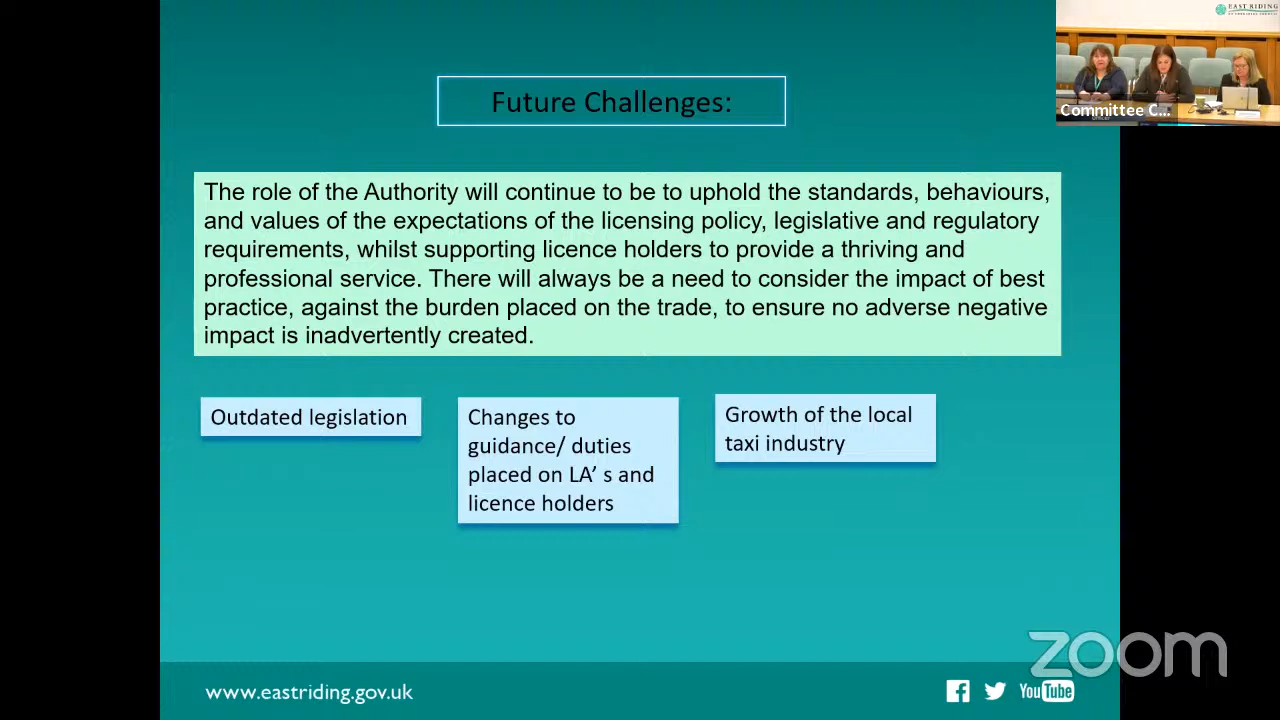 EAST RIDING
Committee C...
Future Challenges:
The role of the Authority will continue to be to uphold the standards, behaviours,
and values of the expectations of the licensing policy, legislative and regulatory
requirements, whilst supporting licence holders to provide a thriving and
professional service. There will always be a need to consider the impact of best
practice, against the burden placed on the trade, to ensure no adverse negative
impact is inadvertently created.
Outdated legislation
Changes to
guidance/ duties
placed on LA’ s and
licence holders
Growth of the local
taxi industry
zoom
www.eastriding.gov.uk
YouTube